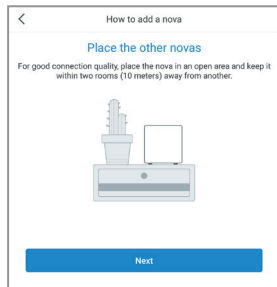 How to add a nova
Place the other novas
For good connection quality, place the nova in an open area and keep it
within two rooms (10 meters) away from another.
Next